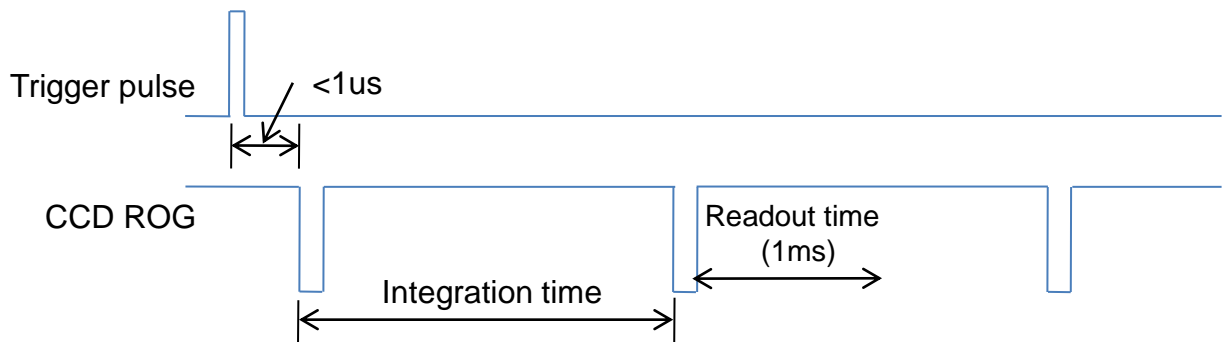 Trigger pulse
<1us
CCD ROG
Readout time
(1ms)
Integration time